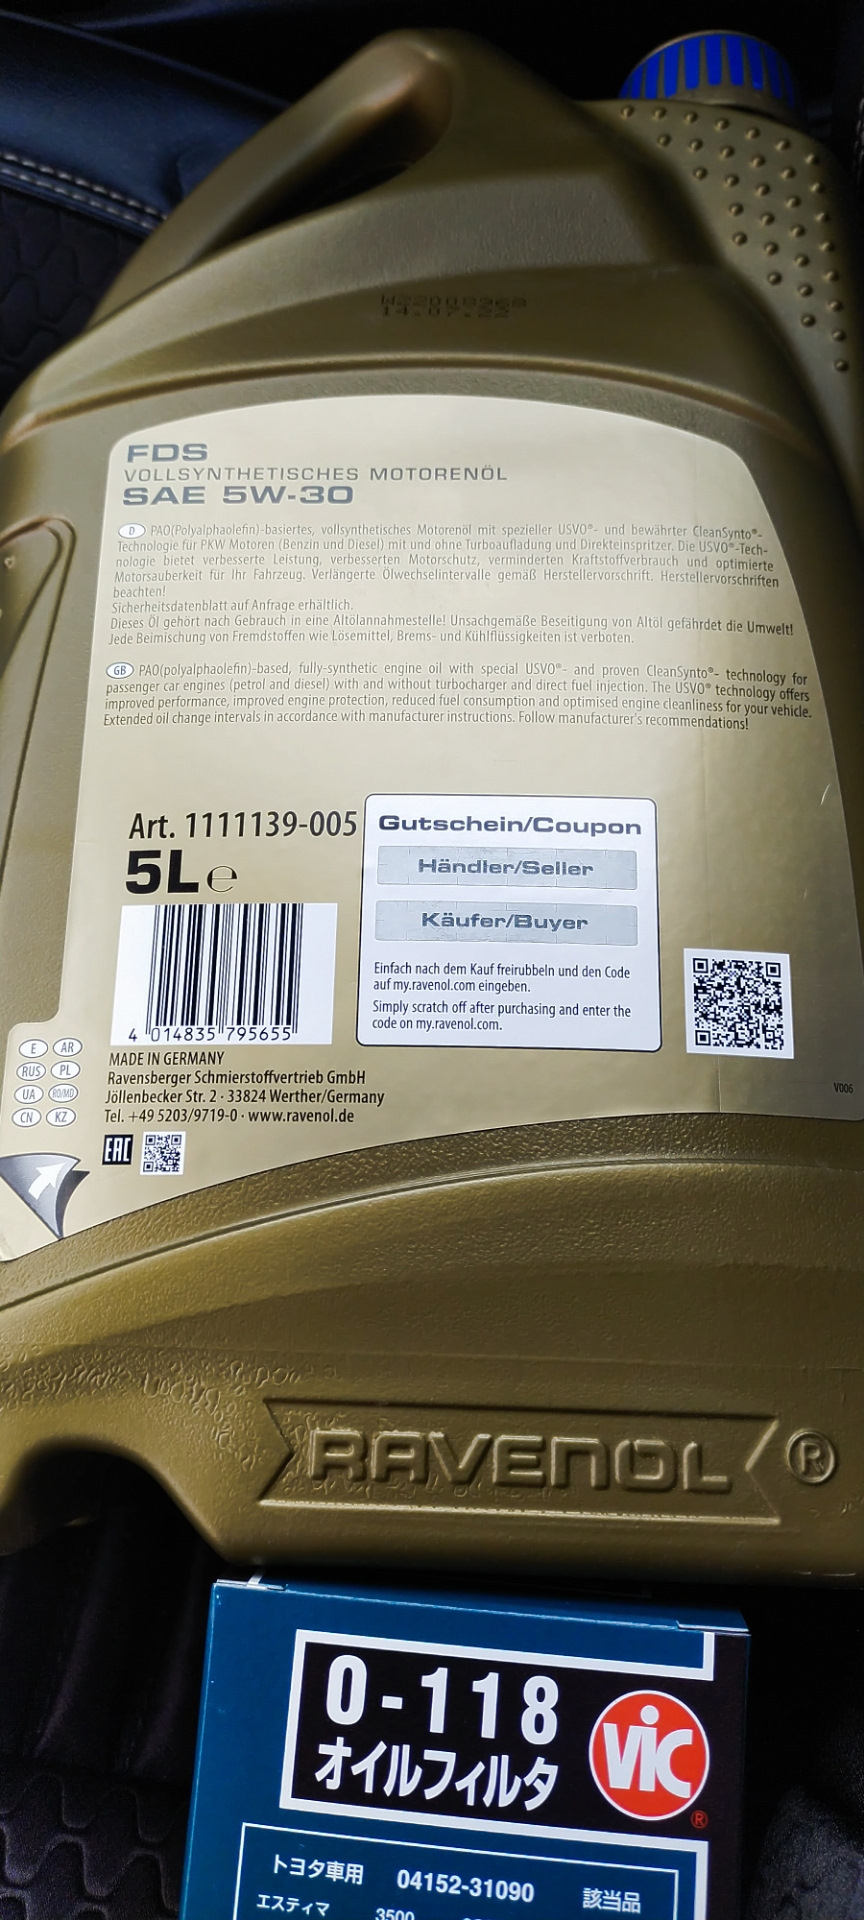 W22008968
14.07.22
FDS
VOLLSYNTHETISCHES MOTORENÖL
SAE 5W-30
D PAO(Polyalphaolefin)-basiertes, vollsynthetisches Motorenöl mit spezieller USVO®- und bewährter CleanSynto®-
Technologie für PKW Motoren (Benzin und Diesel) mit und ohne Turboaufladung und Direkteinspritzer. Die USVO®-Tech-
nologie bietet verbesserte Leistung, verbesserten Motorschutz, verminderten Kraftstoffverbrauch und optimierte
Motorsauberkeit für Ihr Fahrzeug. Verlängerte Ölwechselintervalle gemäß Herstellervorschrift. Herstellervorschriften
beachten!
Sicherheitsdatenblatt auf Anfrage erhältlich.
Dieses Öl gehört nach Gebrauch in eine Altölannahmestelle! Unsachgemäße Beseitigung von Altöl gefährdet die Umwelt!
Jede Beimischung von Fremdstoffen wie Lösemittel, Brems- und Kühlflüssigkeiten ist verboten.
GB PAO(polyalphaolefin)-based, fully-synthetic engine oil with special USVO®- and proven CleanSynto®- technology for
passenger car engines (petrol and diesel) with and without turbocharger and direct fuel injection. The USVO® technology offers
improved performance, improved engine protection, reduced fuel consumption and optimised engine cleanliness for your vehicle.
Extended oil change intervals in accordance with manufacturer instructions. Follow manufacturer's recommendations!
Art. 1111139-005
5L e
Gutschein/Coupon
Händler/Seller
Käufer/Buyer
Einfach nach dem Kauf freirubbeln und den Code
auf my.ravenol.com eingeben.
Simply scratch off after purchasing and enter the
code on my.ravenol.com.
4 014835 795655
E AR
RUS PL
UA RO/MD
CN KZ
MADE IN GERMANY
Ravensberger Schmierstoffvertrieb GmbH
Jöllenbecker Str. 2 · 33824 Werther/Germany
Tel. +49 5203/9719-0 · www.ravenol.de
V006
EAC
RAVENOL ®
O-118
オイルフィルタ
VIC ®
トヨタ車用 04152-31090 該当品
エスティマ 3500